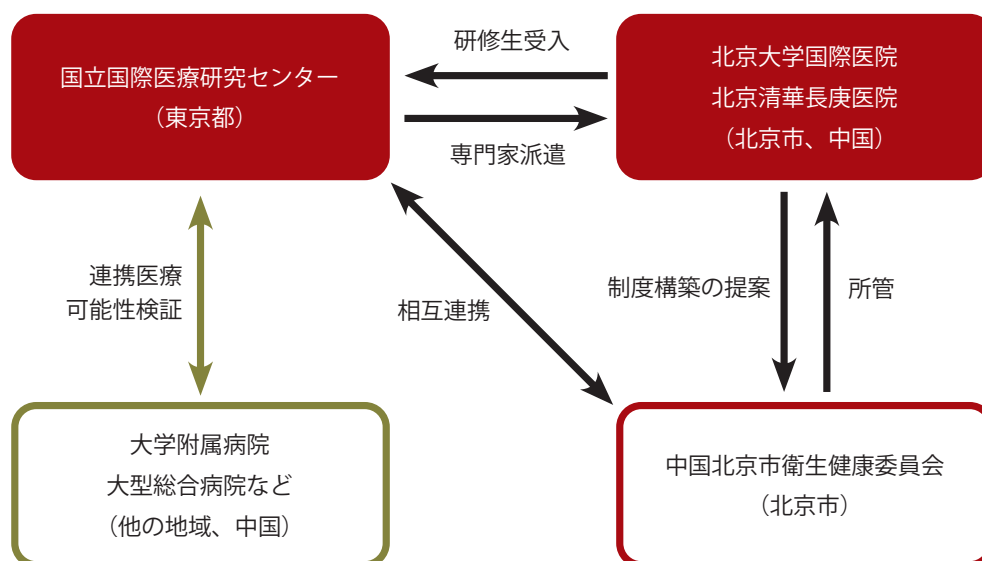 国立国際医療研究センター
（東京都）
研修生受入
専門家派遣
北京大学国際医院
北京清華長庚医院
（北京市、中国）
連携医療
可能性検証
相互連携
制度構築の提案
所管
大学附属病院
大型総合病院など
（他の地域、中国）
中国北京市衛生健康委員会
（北京市）